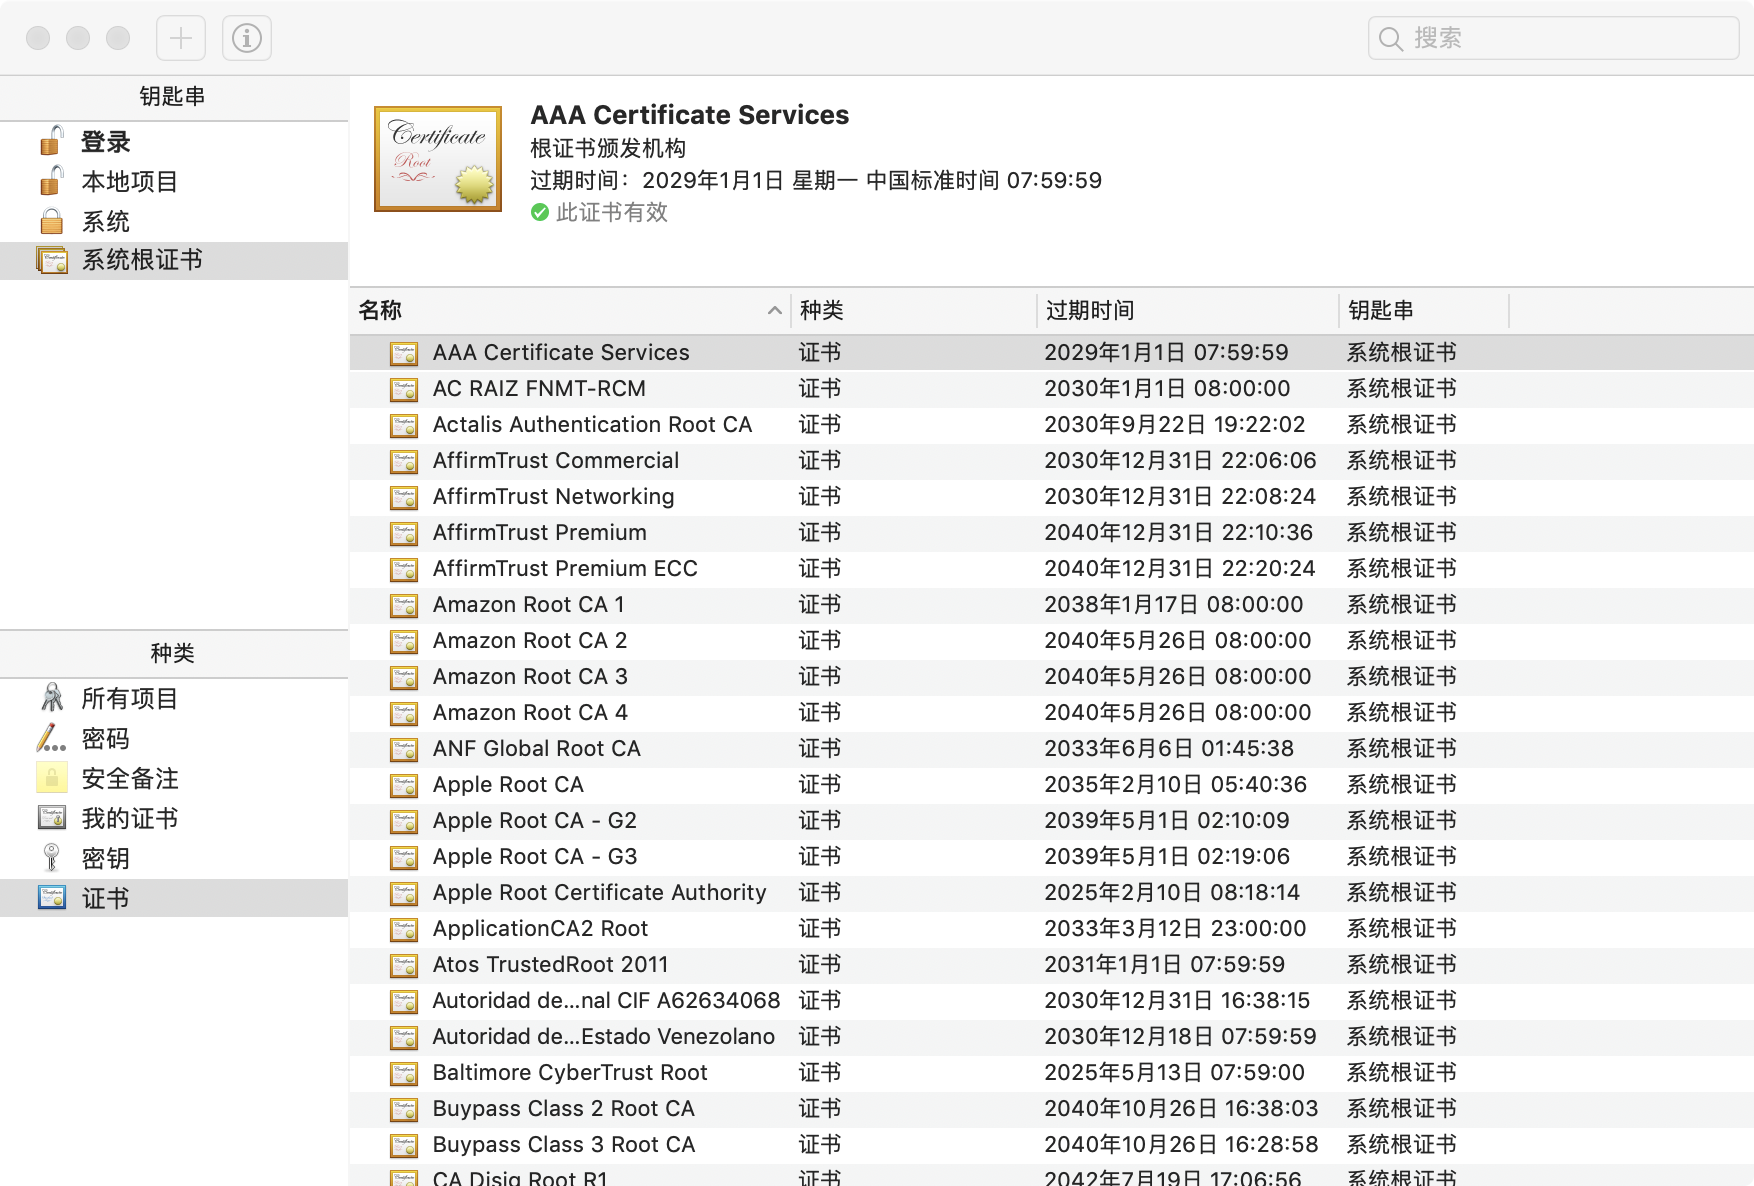 搜索
钥匙串
登录
本地项目
系统
系统根证书
种类
所有项目
密码
安全备注
我的证书
密钥
证书
Certificate
Root
AAA Certificate Services
根证书颁发机构
过期时间：2029年1月1日 星期一 中国标准时间 07:59:59
此证书有效
名称 种类 过期时间 钥匙串
AAA Certificate Services 证书 2029年1月1日 07:59:59 系统根证书
AC RAIZ FNMT-RCM 证书 2030年1月1日 08:00:00 系统根证书
Actalis Authentication Root CA 证书 2030年9月22日 19:22:02 系统根证书
AffirmTrust Commercial 证书 2030年12月31日 22:06:06 系统根证书
AffirmTrust Networking 证书 2030年12月31日 22:08:24 系统根证书
AffirmTrust Premium 证书 2040年12月31日 22:10:36 系统根证书
AffirmTrust Premium ECC 证书 2040年12月31日 22:20:24 系统根证书
Amazon Root CA 1 证书 2038年1月17日 08:00:00 系统根证书
Amazon Root CA 2 证书 2040年5月26日 08:00:00 系统根证书
Amazon Root CA 3 证书 2040年5月26日 08:00:00 系统根证书
Amazon Root CA 4 证书 2040年5月26日 08:00:00 系统根证书
ANF Global Root CA 证书 2033年6月6日 01:45:38 系统根证书
Apple Root CA 证书 2035年2月10日 05:40:36 系统根证书
Apple Root CA - G2 证书 2039年5月1日 02:10:09 系统根证书
Apple Root CA - G3 证书 2039年5月1日 02:19:06 系统根证书
Apple Root Certificate Authority 证书 2025年2月10日 08:18:14 系统根证书
ApplicationCA2 Root 证书 2033年3月12日 23:00:00 系统根证书
Atos TrustedRoot 2011 证书 2031年1月1日 07:59:59 系统根证书
Autoridad de...nal CIF A62634068 证书 2030年12月31日 16:38:15 系统根证书
Autoridad de...Estado Venezolano 证书 2030年12月18日 07:59:59 系统根证书
Baltimore CyberTrust Root 证书 2025年5月13日 07:59:00 系统根证书
Buypass Class 2 Root CA 证书 2040年10月26日 16:38:03 系统根证书
Buypass Class 3 Root CA 证书 2040年10月26日 16:28:58 系统根证书
CA Disig Root R1 证书 2042年7月19日 17:06:56 系统根证书